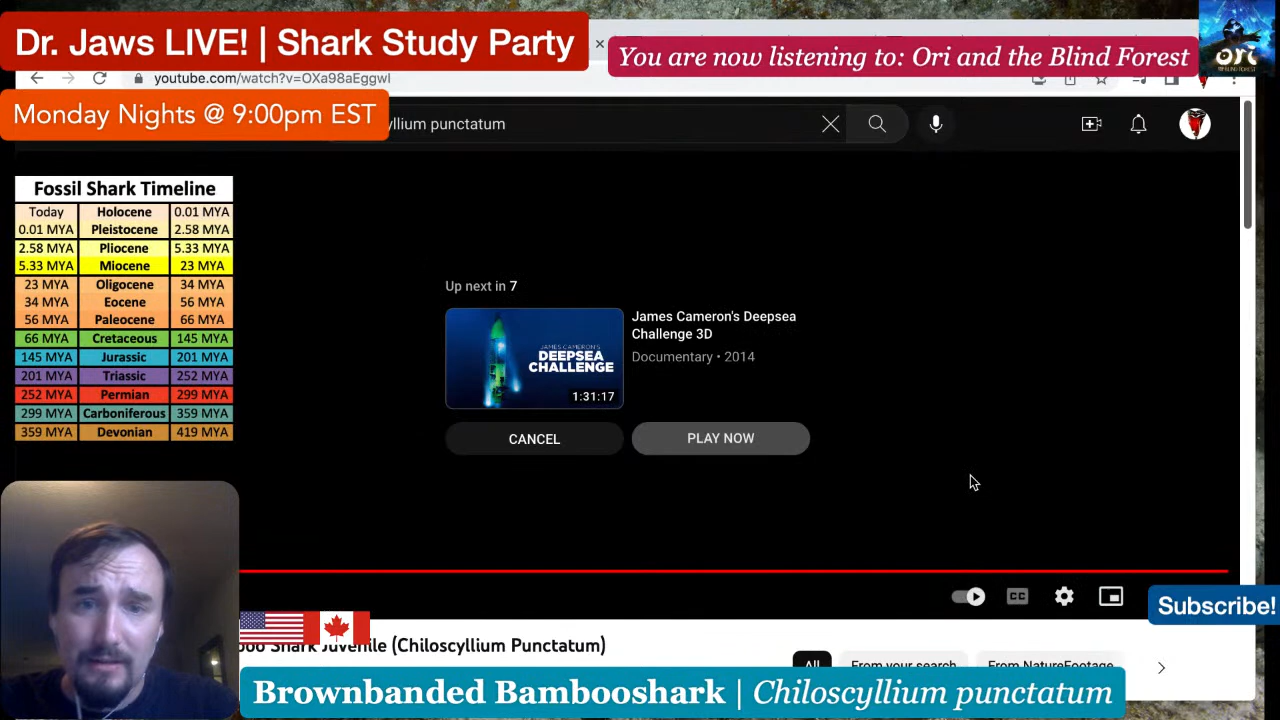 Dr. Jaws LIVE! | Shark Study Party
You are now listening to: Ori and the Blind Forest
ori
youtube.com/watch?v=OXa98aEggwI
Monday Nights @ 9:00pm EST
yllium punctatum
Fossil Shark Timeline
Today Holocene 0.01 MYA
0.01 MYA Pleistocene 2.58 MYA
2.58 MYA Pliocene 5.33 MYA
5.33 MYA Miocene 23 MYA
23 MYA Oligocene 34 MYA
34 MYA Eocene 56 MYA
56 MYA Paleocene 66 MYA
66 MYA Cretaceous 145 MYA
145 MYA Jurassic 201 MYA
201 MYA Triassic 252 MYA
252 MYA Permian 299 MYA
299 MYA Carboniferous 359 MYA
359 MYA Devonian 419 MYA
Up next in 7
James Cameron's Deepsea
Challenge 3D
Documentary • 2014
JAMES CAMERON'S
DEEPSEA
CHALLENGE
1:31:17
CANCEL
PLAY NOW
CC
Subscribe!
boo Shark Juvenile (Chiloscyllium Punctatum)
All From your search From NatureFootage
Brownbanded Bambooshark | Chiloscyllium punctatum